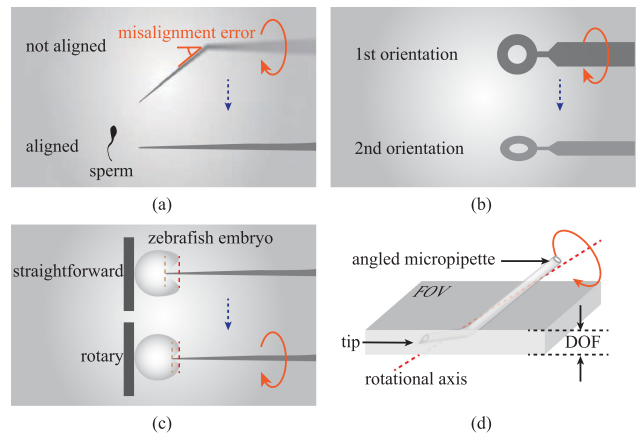 misalignment error
not aligned
aligned
sperm
(a)
1st orientation
2nd orientation
(b)
zebrafish embryo
straightforward
rotary
(c)
angled micropipette
FOV
tip
DOF
rotational axis
(d)